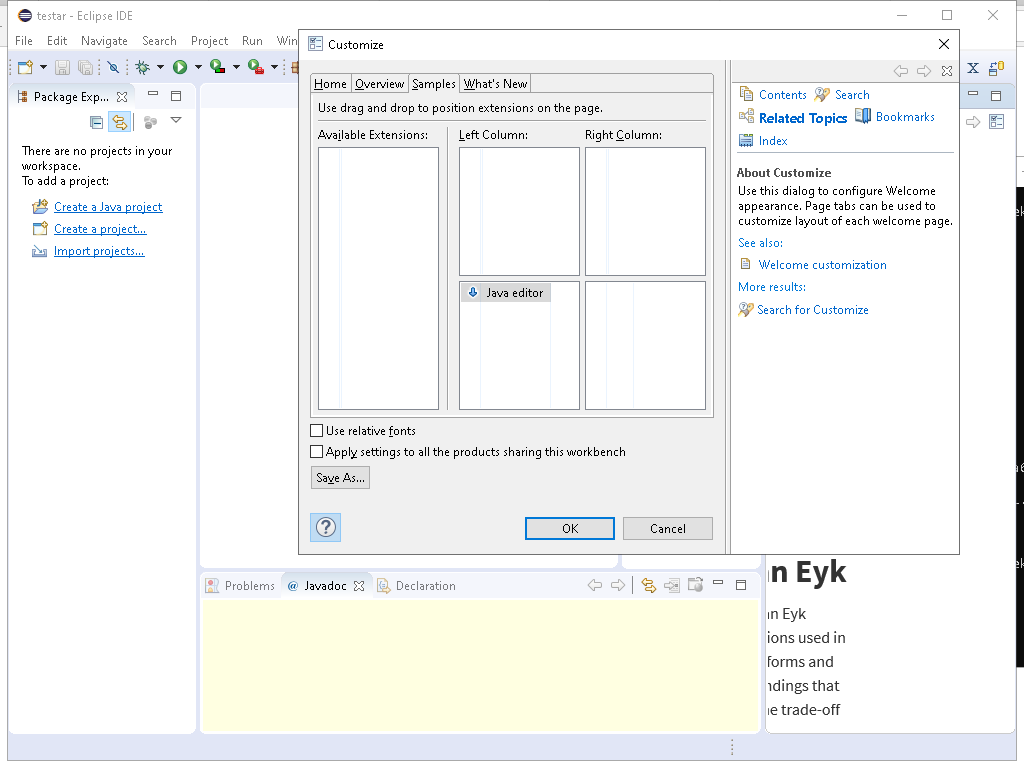 testar - Eclipse IDE
File Edit Navigate Search Project Run Win
Customize
Package Exp...
There are no projects in your
workspace.
To add a project:
Create a Java project
Create a project...
Import projects...
Home Overview Samples What's New
Use drag and drop to position extensions on the page.
Available Extensions: Left Column: Right Column:
Java editor
Use relative fonts
Apply settings to all the products sharing this workbench
Save As...
OK Cancel
Contents Search
Related Topics Bookmarks
Index
About Customize
Use this dialog to configure Welcome
appearance. Page tabs can be used to
customize layout of each welcome page.
See also:
Welcome customization
More results:
Search for Customize
Problems @ Javadoc Declaration
n Eyk
n Eyk
ions used in
forms and
ndings that
e trade-off